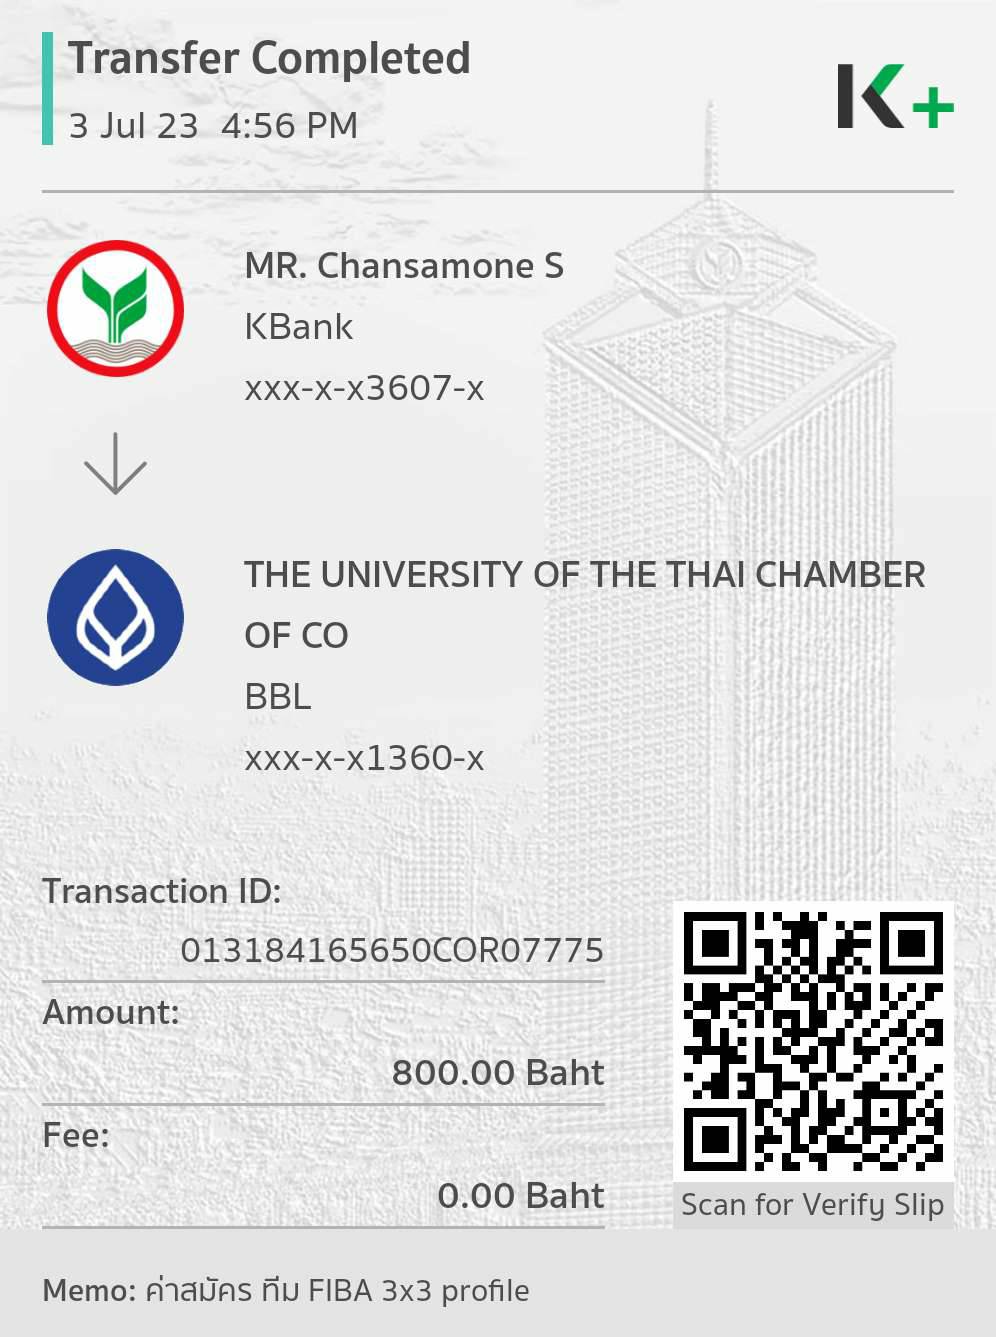 Transfer Completed
3 Jul 23 4:56 PM
K+
MR. Chansamone S
KBank
xxx-x-x3607-x
THE UNIVERSITY OF THE THAI CHAMBER
OF CO
BBL
xxx-x-x1360-x
Transaction ID:
013184165650COR07775
Amount:
800.00 Baht
Fee:
0.00 Baht
Scan for Verify Slip
Memo: ค่าสมัคร ทีม FIBA 3x3 profile